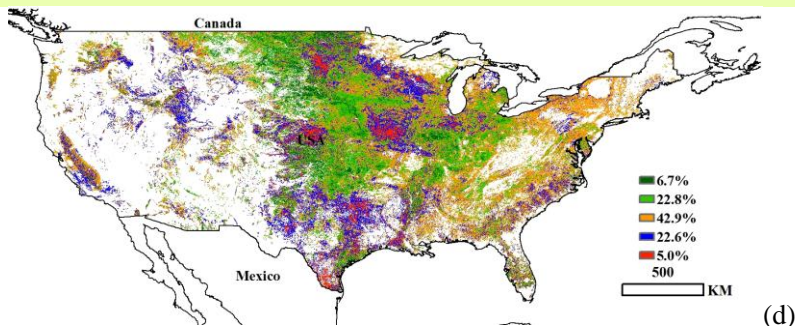 Canada
USA
6.7%
22.8%
42.9%
22.6%
5.0%
500
Mexico
KM
(d)